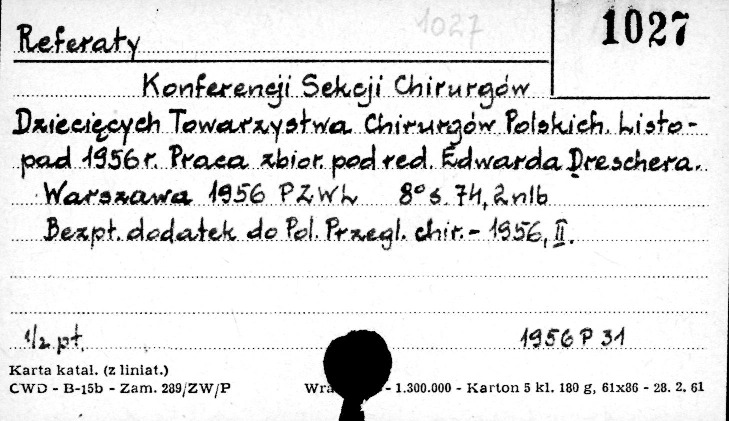 1027
1027
Referaty
Konferencji Sekcji Chirurgów
Dziecięcych Towarzystwa Chirurgów Polskich. Listo-
pad 1956 r. Praca zbior. pod red. Edwarda Dreschera.
Warszawa 1956 PZWL 8° s. 74, 2 nlb
Bezpł. dodatek do Pol. Przegl. chir. - 1956, II.
1/2 pł. 1956 P 31
Karta katal. (z liniat.)
CWD - B-15b - Zam. 289/ZW/P - 1.300.000 - Karton 5 kl. 180 g, 61x86 - 28. 2. 61